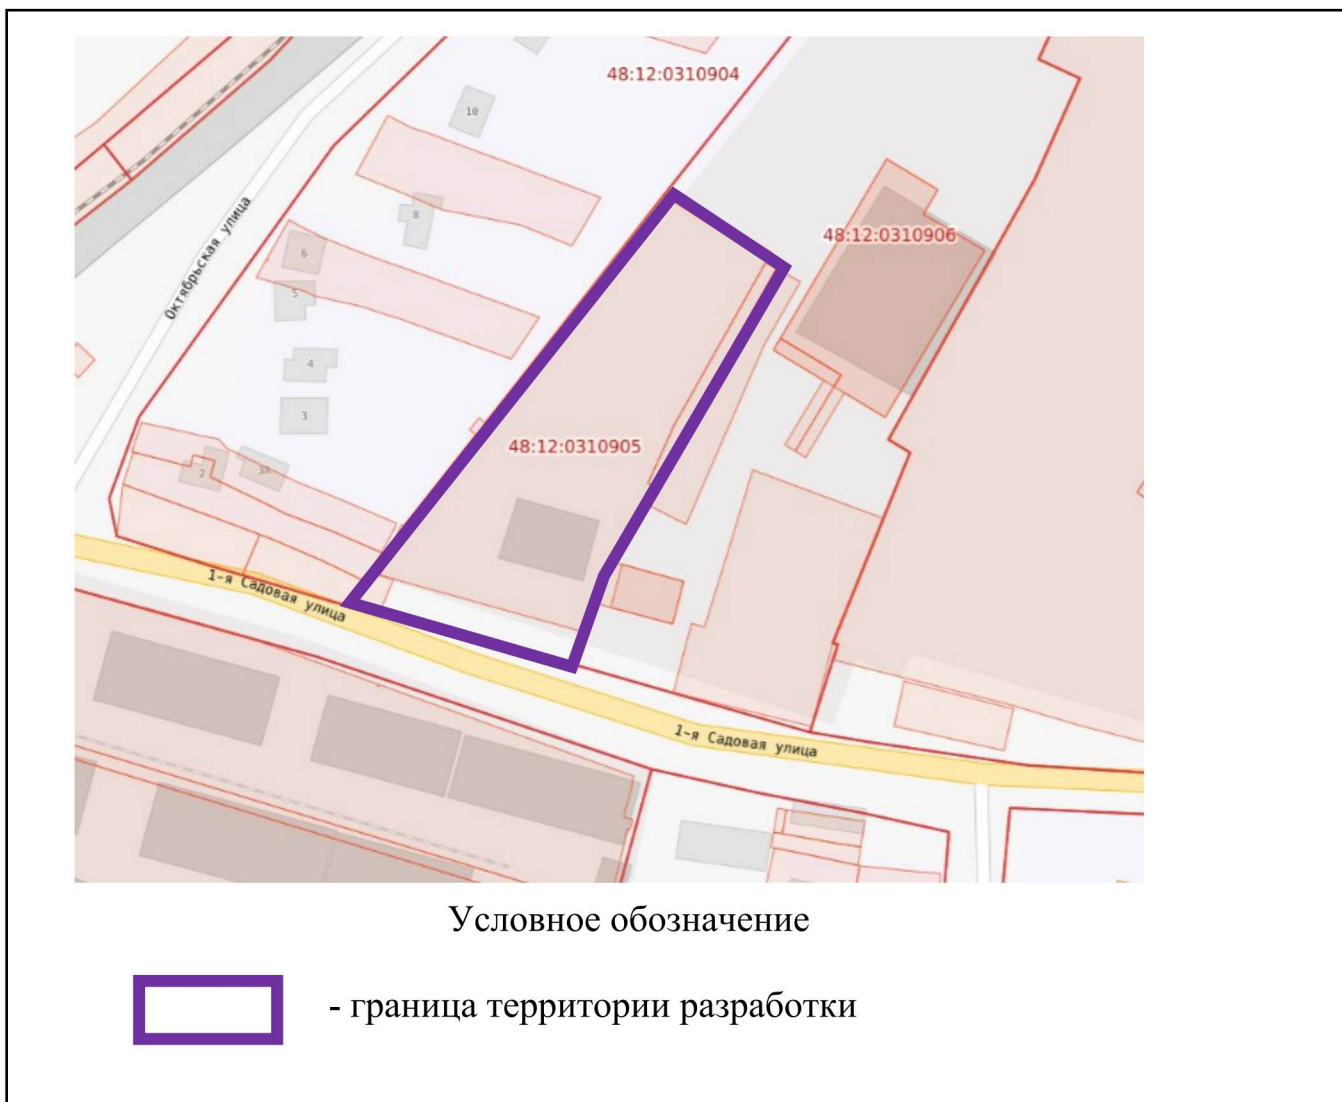 48:12:0310904
10
Октябрьская улица
8
48:12:0310906
6
5
4
3
48:12:0310905
2
3А
1-я Садовая улица
1-я Садовая улица
Условное обозначение
- граница территории разработки